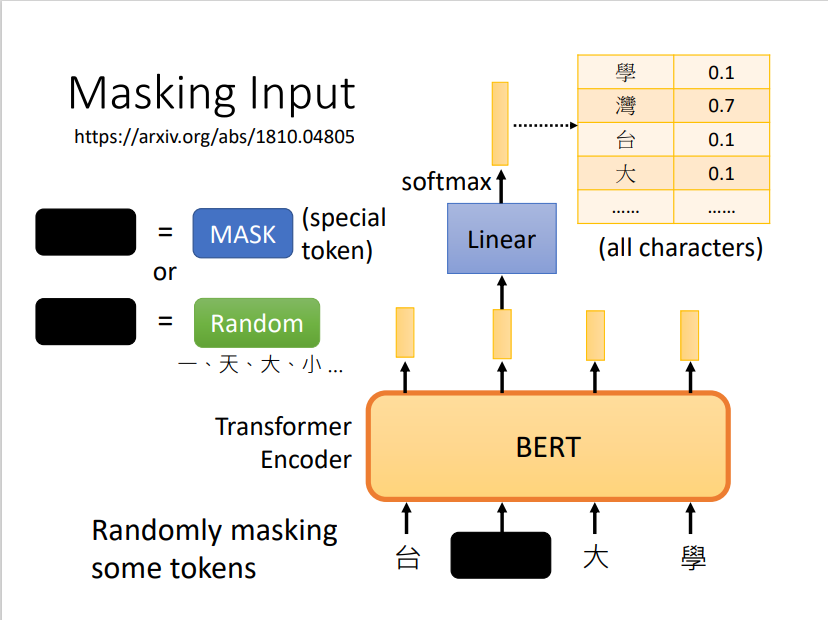 Masking Input
https://arxiv.org/abs/1810.04805
= MASK (special token)
or
= Random
一、天、大、小 ...
softmax
Linear
學 0.1
灣 0.7
台 0.1
大 0.1
…… ……
(all characters)
Transformer
Encoder
BERT
Randomly masking
some tokens
台 大 學